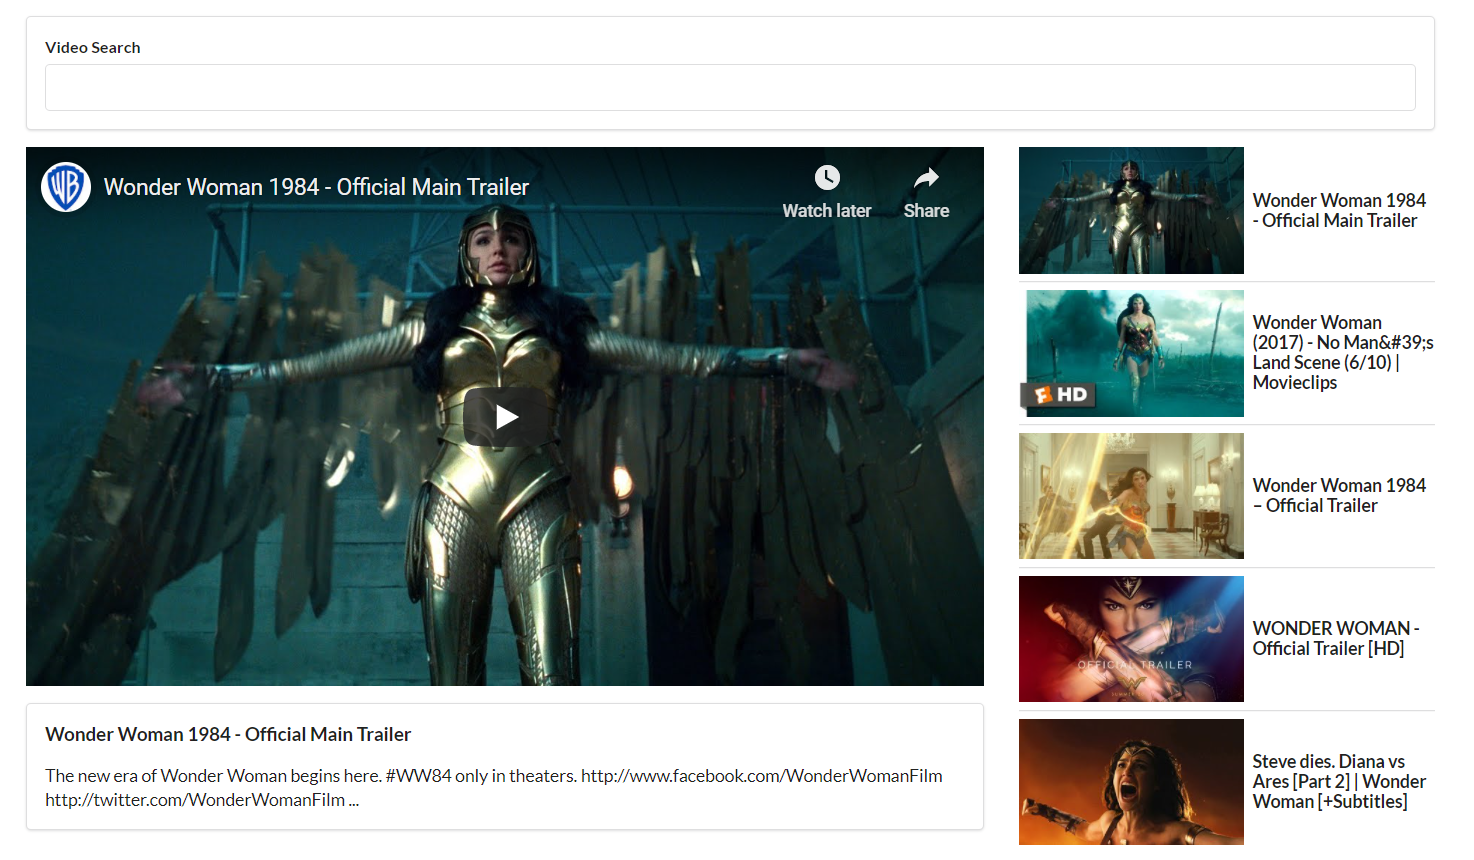 Video Search
WB
Wonder Woman 1984 - Official Main Trailer
Watch later
Share
Wonder Woman 1984 - Official Main Trailer
The new era of Wonder Woman begins here. #WW84 only in theaters. http://www.facebook.com/WonderWomanFilm
http://twitter.com/WonderWomanFilm ...
Wonder Woman 1984
- Official Main Trailer
HD
Wonder Woman
(2017) - No Man&#39;s
Land Scene (6/10) |
Movieclips
Wonder Woman 1984
– Official Trailer
OFFICIAL TRAILER
WONDER WOMAN -
Official Trailer [HD]
Steve dies. Diana vs
Ares [Part 2] | Wonder
Woman [+Subtitles]